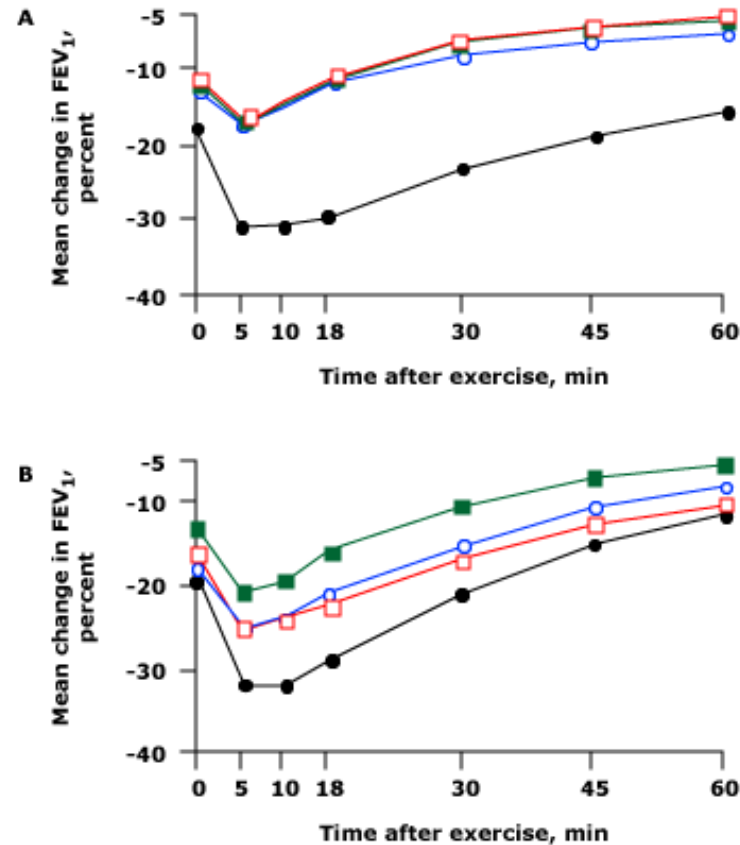 A
Mean change in FEV1,
percent
-5
-10
-20
-30
-40
0 5 10 18 30 45 60
Time after exercise, min
B
Mean change in FEV1,
percent
-5
-10
-20
-30
-40
0 5 10 18 30 45 60
Time after exercise, min